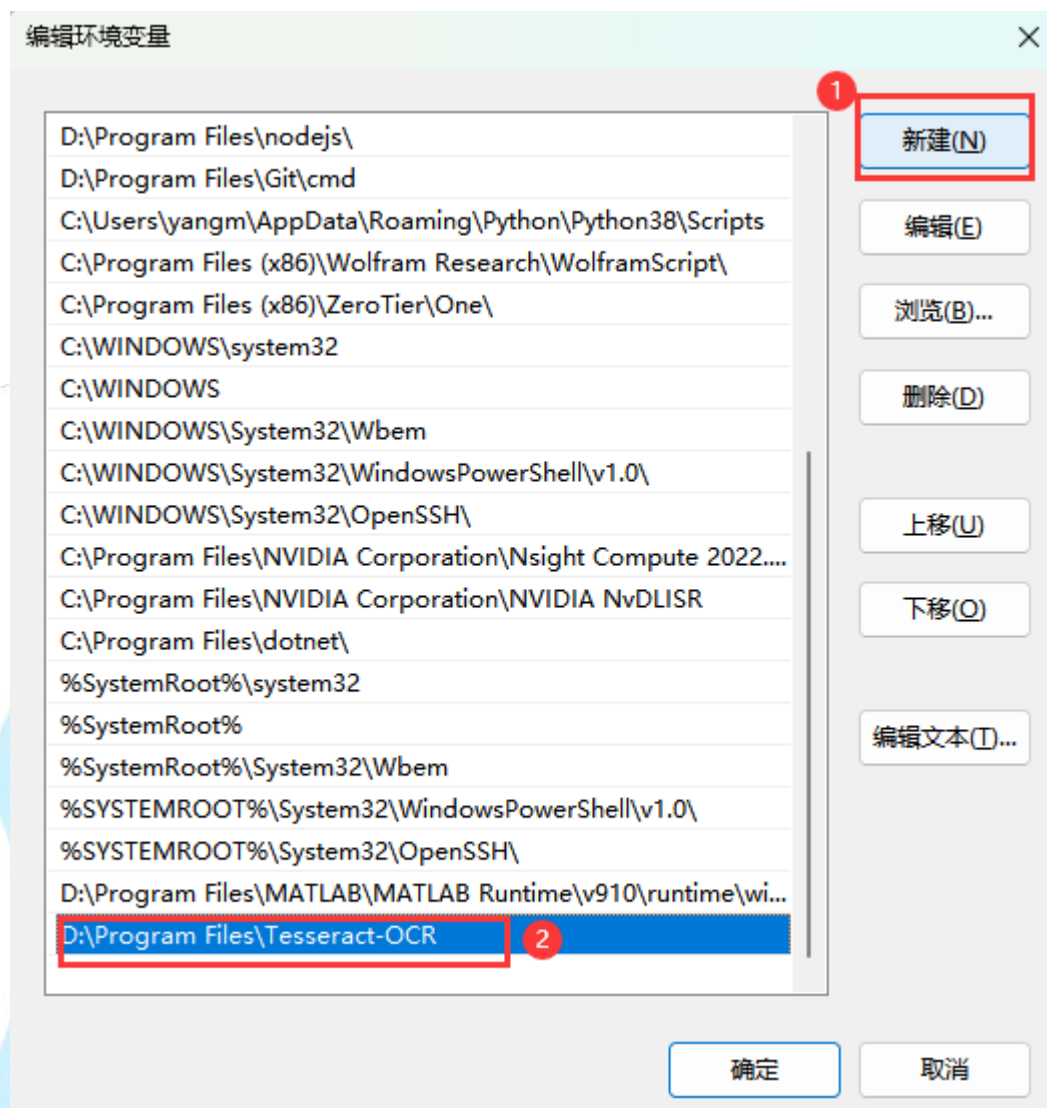 编辑环境变量
1
D:\Program Files\nodejs\
新建(N)
D:\Program Files\Git\cmd
C:\Users\yangm\AppData\Roaming\Python\Python38\Scripts
编辑(E)
C:\Program Files (x86)\Wolfram Research\WolframScript\
C:\Program Files (x86)\ZeroTier\One\
浏览(B)...
C:\WINDOWS\system32
C:\WINDOWS
删除(D)
C:\WINDOWS\System32\Wbem
C:\WINDOWS\System32\WindowsPowerShell\v1.0\
C:\WINDOWS\System32\OpenSSH\
上移(U)
C:\Program Files\NVIDIA Corporation\Nsight Compute 2022....
C:\Program Files\NVIDIA Corporation\NVIDIA NvDLISR
下移(O)
C:\Program Files\dotnet\
%SystemRoot%\system32
%SystemRoot%
编辑文本(T)...
%SystemRoot%\System32\Wbem
%SYSTEMROOT%\System32\WindowsPowerShell\v1.0\
%SYSTEMROOT%\System32\OpenSSH\
D:\Program Files\MATLAB\MATLAB Runtime\v910\runtime\wi...
D:\Program Files\Tesseract-OCR
2
确定
取消